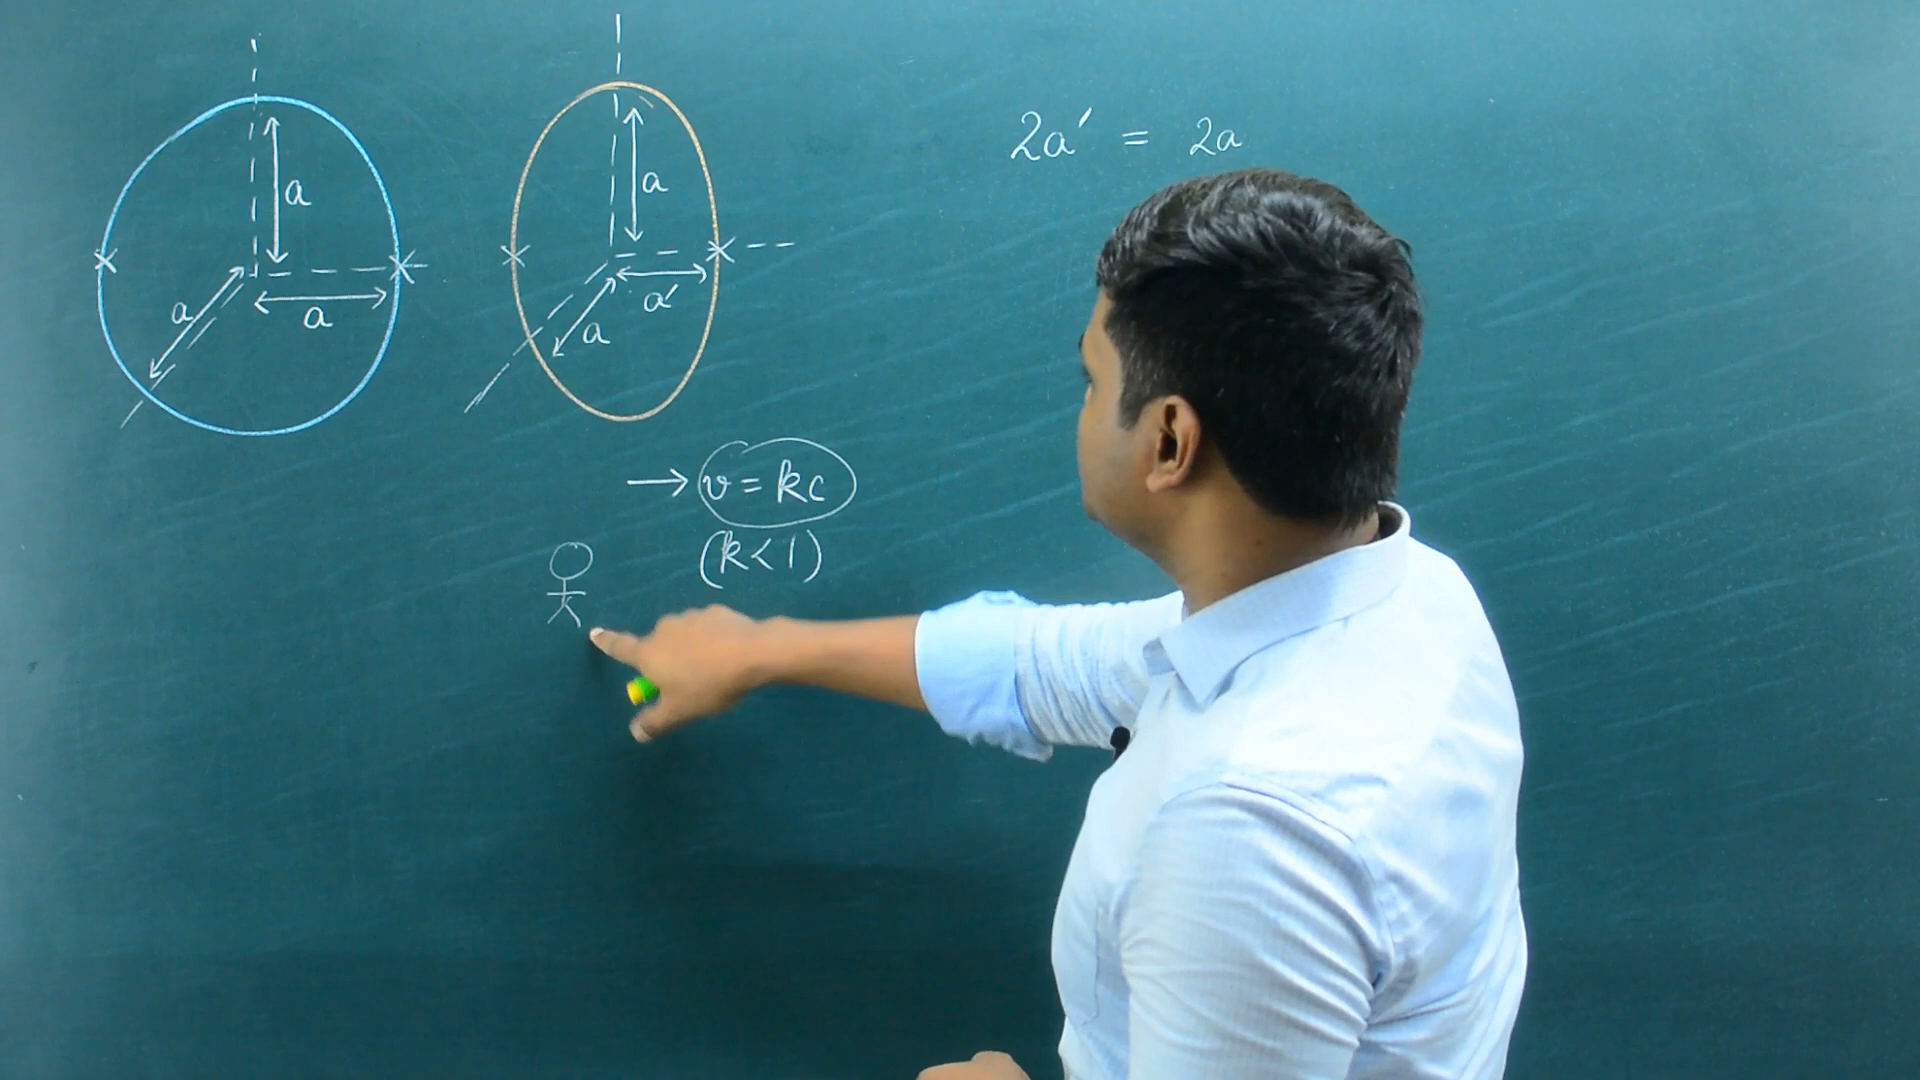 a
a
a
a
a'
a
2a' = 2a
→ v = kc
(k < 1)